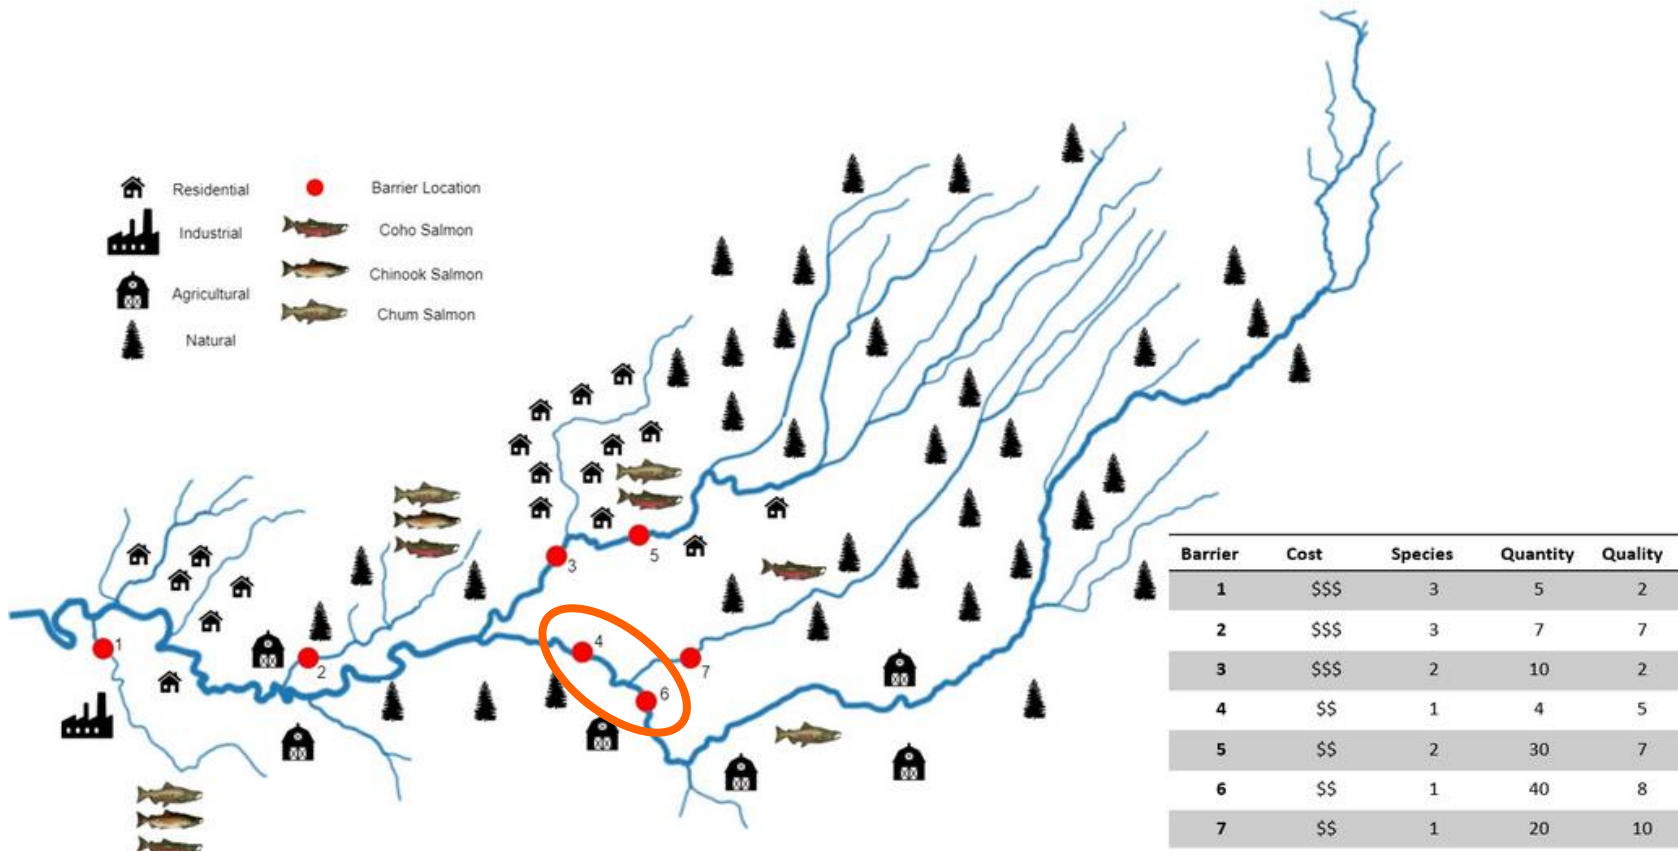 Residential
Barrier Location
Industrial
Coho Salmon
Chinook Salmon
Agricultural
Chum Salmon
Natural
1
2
3
4
5
6
7
Barrier Cost Species Quantity Quality
1 $$$ 3 5 2
2 $$$ 3 7 7
3 $$$ 2 10 2
4 $$ 1 4 5
5 $$ 2 30 7
6 $$ 1 40 8
7 $$ 1 20 10